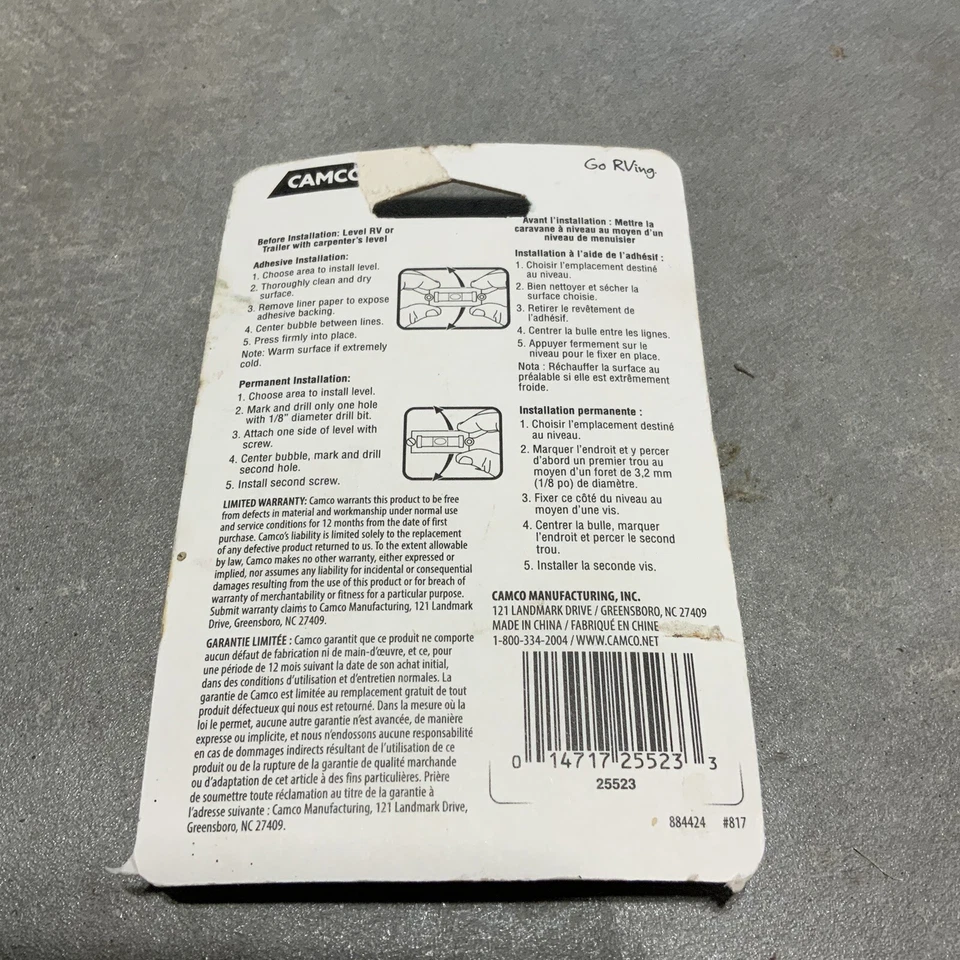 CAMCO
Go RVing.
Before Installation: Level RV or
Trailer with carpenter's level
Adhesive Installation:
1. Choose area to install level.
2. Thoroughly clean and dry
surface.
3. Remove liner paper to expose
adhesive backing.
4. Center bubble between lines.
5. Press firmly into place.
Note: Warm surface if extremely
cold.
Permanent Installation:
1. Choose area to install level.
2. Mark and drill only one hole
with 1/8" diameter drill bit.
3. Attach one side of level with
screw.
4. Center bubble, mark and drill
second hole.
5. Install second screw.
LIMITED WARRANTY: Camco warrants this product to be free
from defects in material and workmanship under normal use
and service conditions for 12 months from the date of first
purchase. Camco's liability is limited solely to the replacement
of any defective product returned to us. To the extent allowable
by law, Camco makes no other warranty, either expressed or
implied, nor assumes any liability for incidental or consequential
damages resulting from the use of this product or for breach of
warranty of merchantability or fitness for a particular purpose.
Submit warranty claims to Camco Manufacturing, 121 Landmark
Drive, Greensboro, NC 27409.
GARANTIE LIMITÉE : Camco garantit que ce produit ne comporte
aucun défaut de fabrication ni de main-d'œuvre, et ce, pour
une période de 12 mois suivant la date de son achat initial,
dans des conditions d'utilisation et d'entretien normales. La
garantie de Camco est limitée au remplacement gratuit de tout
produit défectueux qui nous est retourné. Dans la mesure où la
loi le permet, aucune autre garantie n'est avancée, de manière
expresse ou implicite, et nous n'endossons aucune responsabilité
en cas de dommages indirects résultant de l'utilisation de ce
produit ou de la rupture de la garantie de qualité marchande
ou d'adaptation de cet article à des fins particulières. Prière
de soumettre toute réclamation au titre de la garantie à
l'adresse suivante : Camco Manufacturing, 121 Landmark Drive,
Greensboro, NC 27409.
Avant l'installation : Mettre la
caravane à niveau au moyen d'un
niveau de menuisier
Installation à l'aide de l'adhésif :
1. Choisir l'emplacement destiné
au niveau.
2. Bien nettoyer et sécher la
surface choisie.
3. Retirer le revêtement de
l'adhésif.
4. Centrer la bulle entre les lignes.
5. Appuyer fermement sur le
niveau pour le fixer en place.
Nota : Réchauffer la surface au
préalable si elle est extrêmement
froide.
Installation permanente :
1. Choisir l'emplacement destiné
au niveau.
2. Marquer l'endroit et y percer
d'abord un premier trou au
moyen d'un foret de 3,2 mm
(1/8 po) de diamètre.
3. Fixer ce côté du niveau au
moyen d'une vis.
4. Centrer la bulle, marquer
l'endroit et percer le second
trou.
5. Installer la seconde vis.
CAMCO MANUFACTURING, INC.
121 LANDMARK DRIVE / GREENSBORO, NC 27409
MADE IN CHINA / FABRIQUÉ EN CHINE
1-800-334-2004 / WWW.CAMCO.NET
0 14717 25523 3
25523
884424 #817